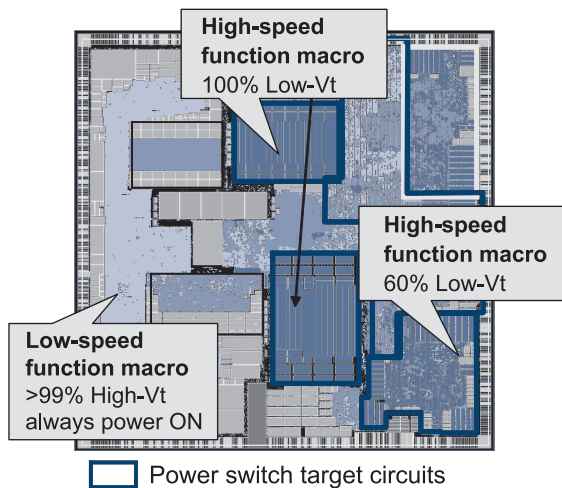 High-speed
function macro
100% Low-Vt
High-speed
function macro
60% Low-Vt
Low-speed
function macro
>99% High-Vt
always power ON
Power switch target circuits